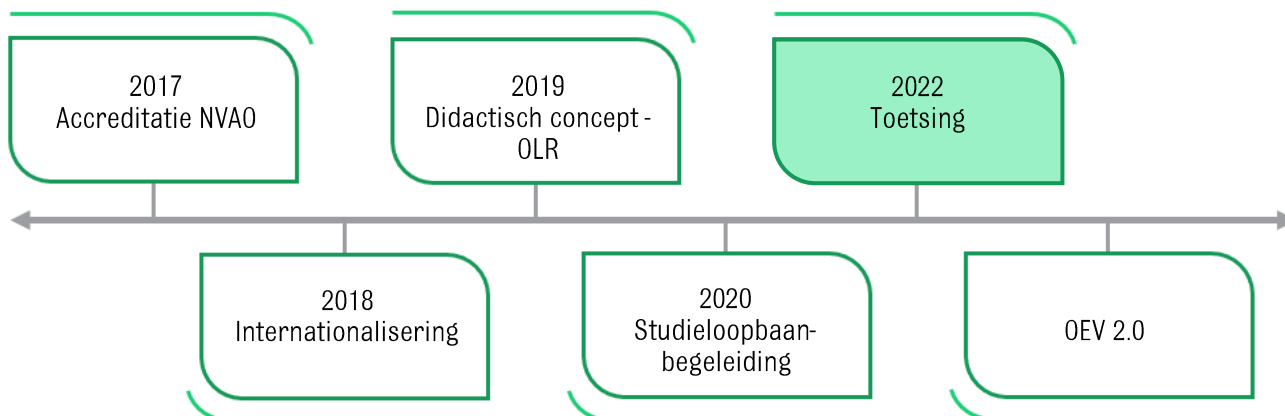 2017
Accreditatie NVAO
2019
Didactisch concept -
OLR
2022
Toetsing
2018
Internationalisering
2020
Studieloopbaan-
begeleiding
OEV 2.0